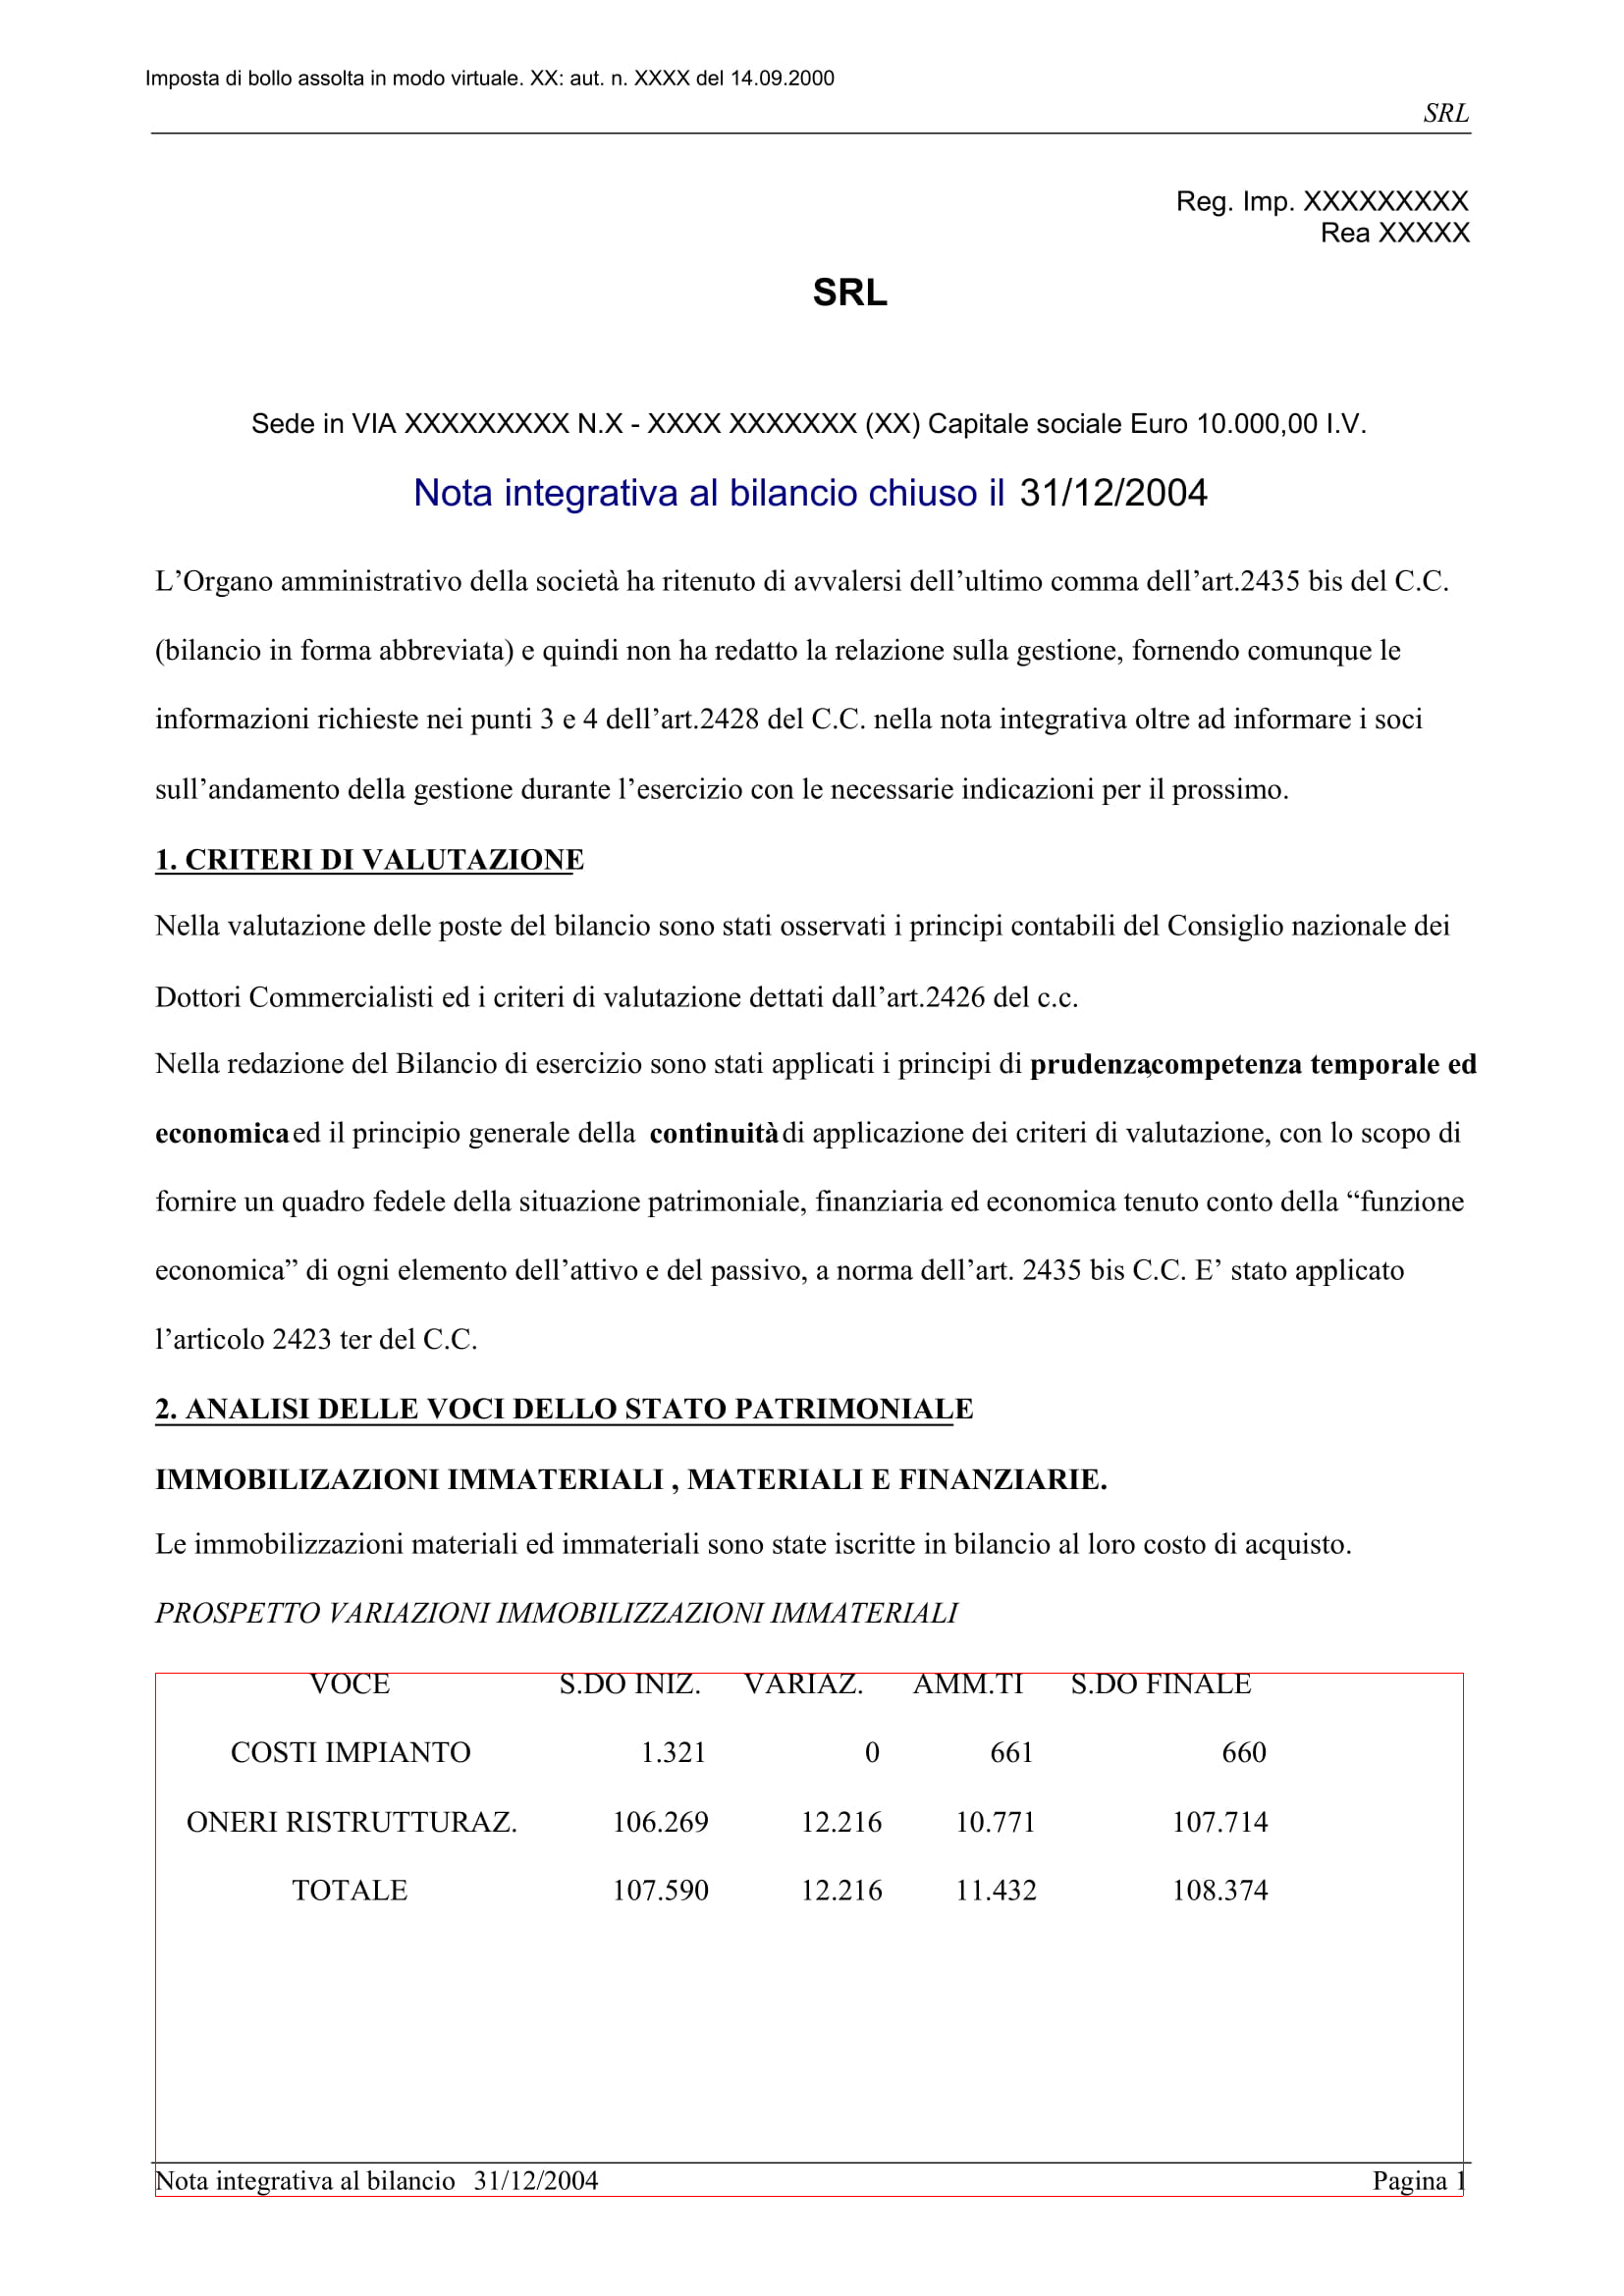 Imposta di bollo assolta in modo virtuale. XX: aut. n. XXXX del 14.09.2000
SRL
Reg. Imp. XXXXXXXXX
Rea XXXXX
SRL
Sede in VIA XXXXXXXXX N.X - XXXX XXXXXXX (XX) Capitale sociale Euro 10.000,00 I.V.
Nota integrativa al bilancio chiuso il 31/12/2004
L’Organo amministrativo della società ha ritenuto di avvalersi dell’ultimo comma dell’art.2435 bis del C.C.
(bilancio in forma abbreviata) e quindi non ha redatto la relazione sulla gestione, fornendo comunque le
informazioni richieste nei punti 3 e 4 dell’art.2428 del C.C. nella nota integrativa oltre ad informare i soci
sull’andamento della gestione durante l’esercizio con le necessarie indicazioni per il prossimo.
1. CRITERI DI VALUTAZIONE
Nella valutazione delle poste del bilancio sono stati osservati i principi contabili del Consiglio nazionale dei
Dottori Commercialisti ed i criteri di valutazione dettati dall’art.2426 del c.c.
Nella redazione del Bilancio di esercizio sono stati applicati i principi di prudenza,competenza temporale ed
economica ed il principio generale della continuità di applicazione dei criteri di valutazione, con lo scopo di
fornire un quadro fedele della situazione patrimoniale, finanziaria ed economica tenuto conto della “funzione
economica” di ogni elemento dell’attivo e del passivo, a norma dell’art. 2435 bis C.C. E’ stato applicato
l’articolo 2423 ter del C.C.
2. ANALISI DELLE VOCI DELLO STATO PATRIMONIALE
IMMOBILIZAZIONI IMMATERIALI , MATERIALI E FINANZIARIE.
Le immobilizzazioni materiali ed immateriali sono state iscritte in bilancio al loro costo di acquisto.
PROSPETTO VARIAZIONI IMMOBILIZZAZIONI IMMATERIALI
VOCE S.DO INIZ. VARIAZ. AMM.TI S.DO FINALE
COSTI IMPIANTO 1.321 0 661 660
ONERI RISTRUTTURAZ. 106.269 12.216 10.771 107.714
TOTALE 107.590 12.216 11.432 108.374
Nota integrativa al bilancio 31/12/2004 Pagina 1